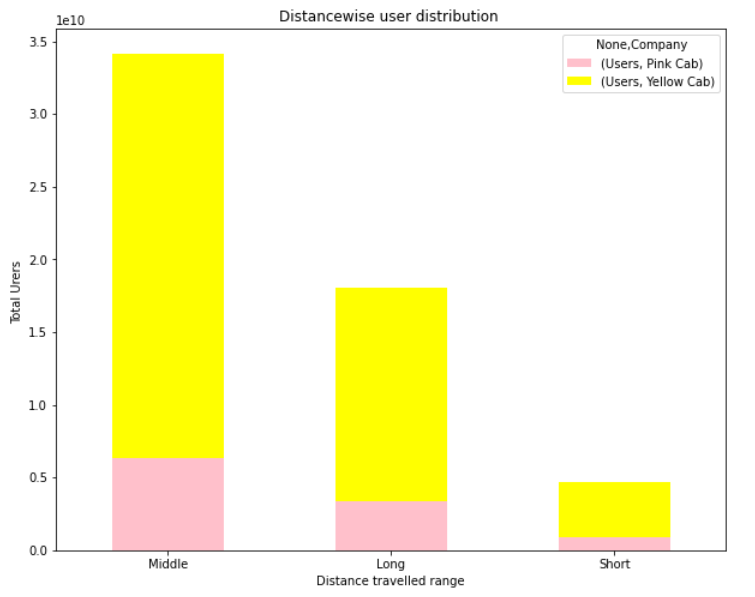 Distancewise user distribution
1e10
None,Company
(Users, Pink Cab)
(Users, Yellow Cab)
3.5
3.0
2.5
2.0
1.5
1.0
0.5
0.0
Total Urers
Middle
Long
Short
Distance travelled range